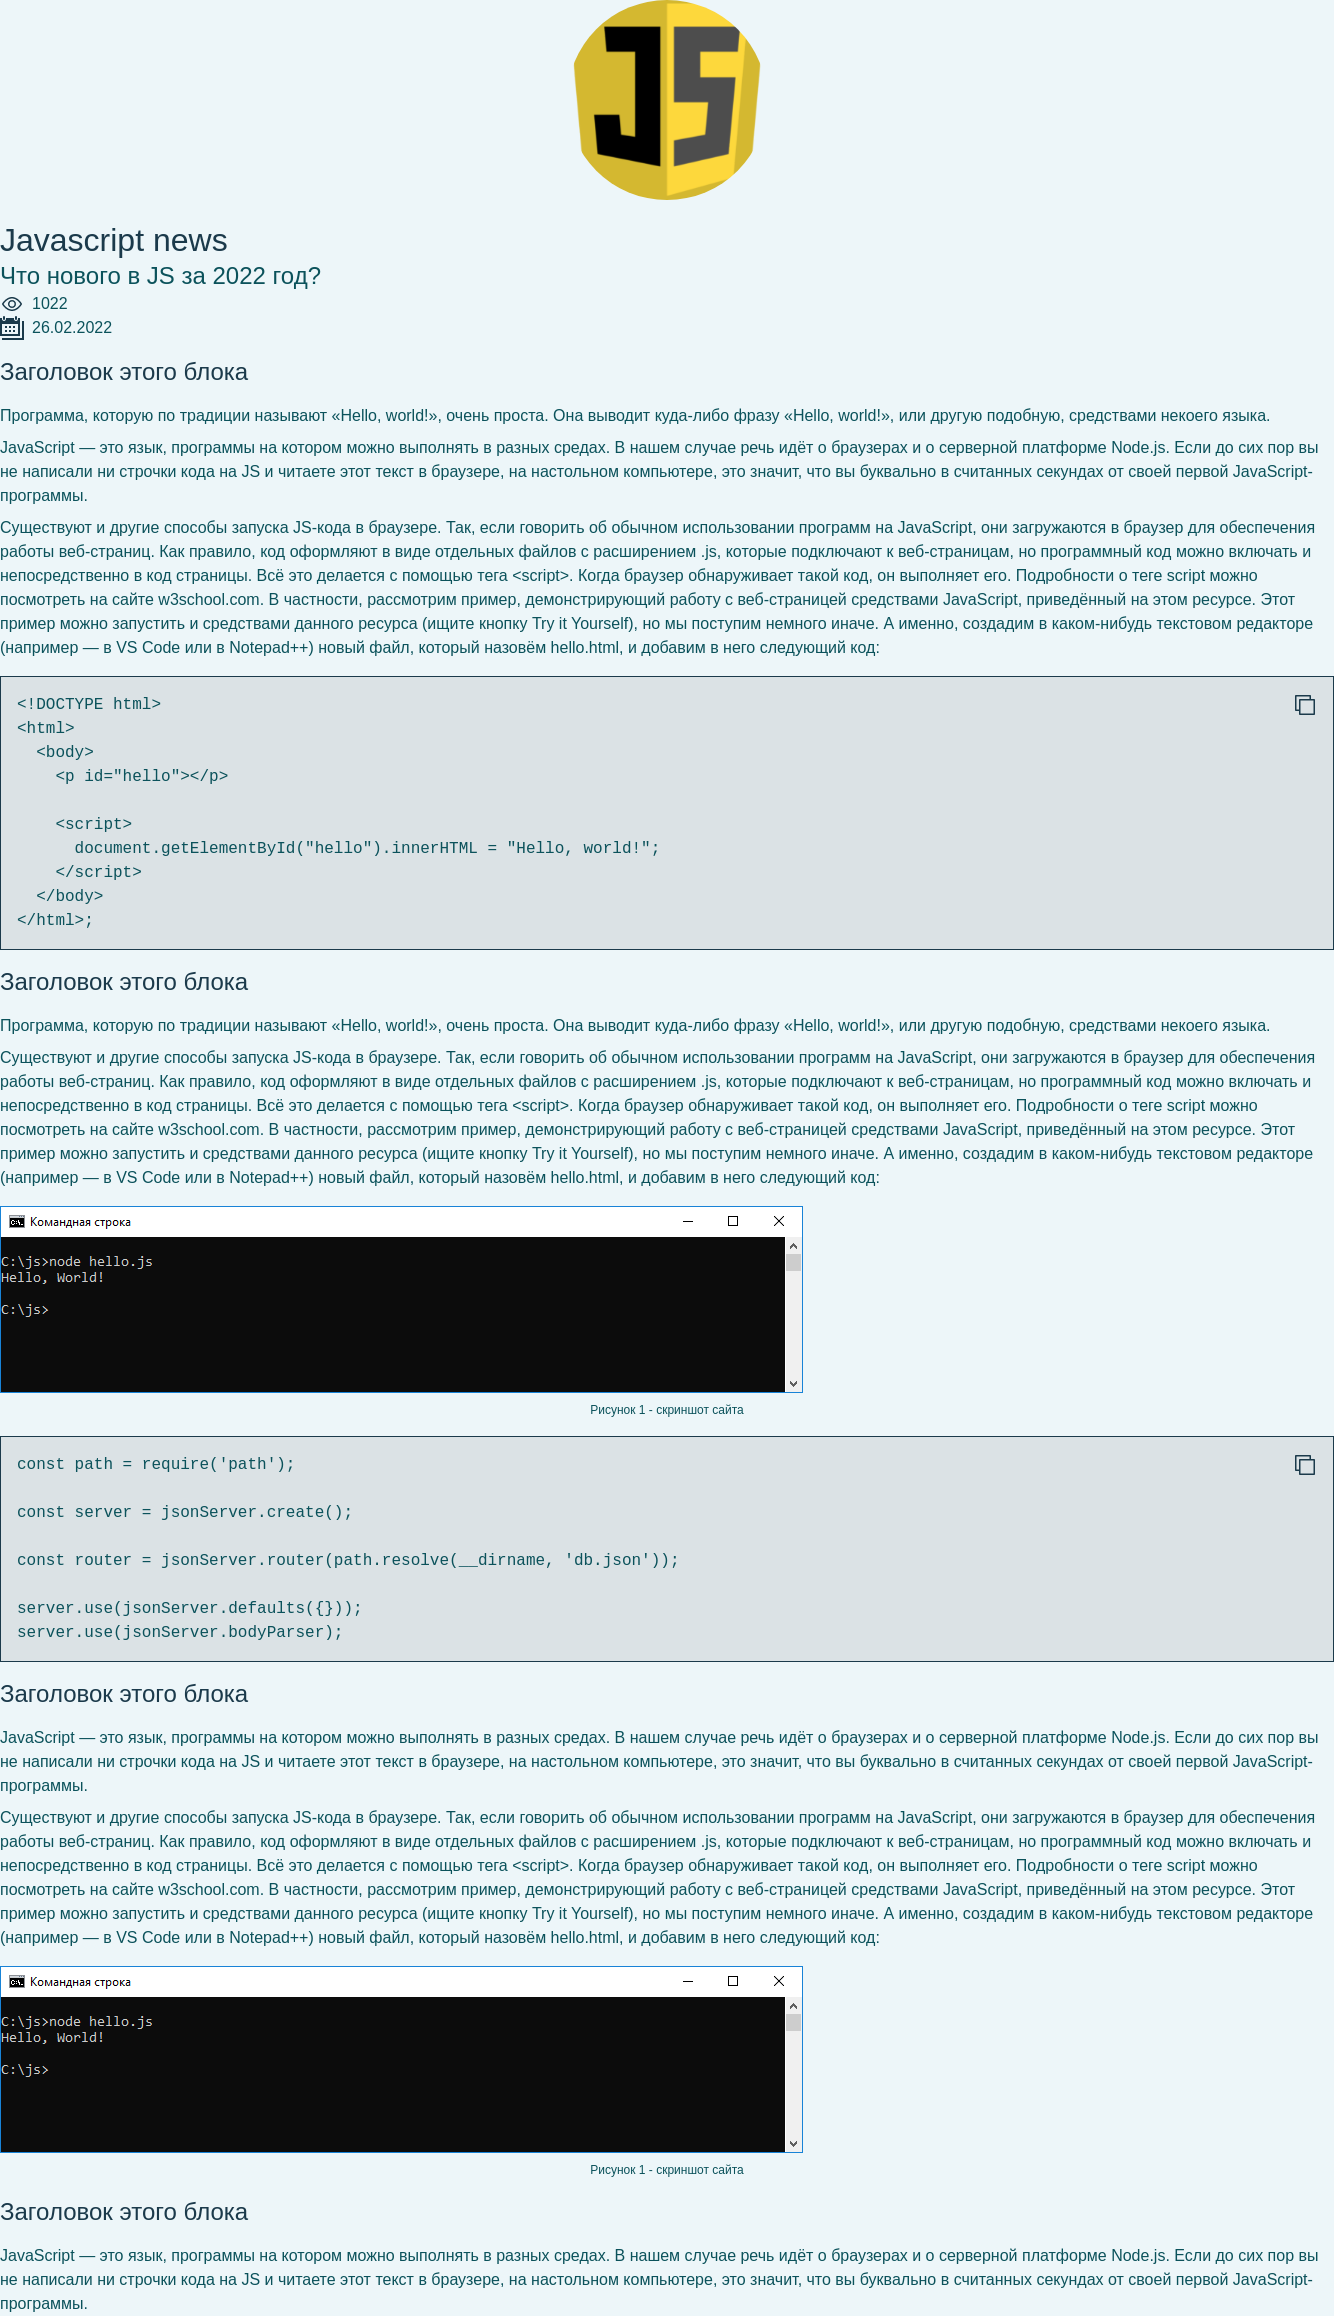 JS
Javascript news
Что нового в JS за 2022 год?
1022
26.02.2022
Заголовок этого блока
Программа, которую по традиции называют «Hello, world!», очень проста. Она выводит куда-либо фразу «Hello, world!», или другую подобную, средствами некоего языка.
JavaScript — это язык, программы на котором можно выполнять в разных средах. В нашем случае речь идёт о браузерах и о серверной платформе Node.js. Если до сих пор вы
не написали ни строчки кода на JS и читаете этот текст в браузере, на настольном компьютере, это значит, что вы буквально в считанных секундах от своей первой JavaScript-
программы.
Существуют и другие способы запуска JS-кода в браузере. Так, если говорить об обычном использовании программ на JavaScript, они загружаются в браузер для обеспечения
работы веб-страниц. Как правило, код оформляют в виде отдельных файлов с расширением .js, которые подключают к веб-страницам, но программный код можно включать и
непосредственно в код страницы. Всё это делается с помощью тега <script>. Когда браузер обнаруживает такой код, он выполняет его. Подробности о теге script можно
посмотреть на сайте w3school.com. В частности, рассмотрим пример, демонстрирующий работу с веб-страницей средствами JavaScript, приведённый на этом ресурсе. Этот
пример можно запустить и средствами данного ресурса (ищите кнопку Try it Yourself), но мы поступим немного иначе. А именно, создадим в каком-нибудь текстовом редакторе
(например — в VS Code или в Notepad++) новый файл, который назовём hello.html, и добавим в него следующий код:
<!DOCTYPE html>
<html>
  <body>
    <p id="hello"></p>

    <script>
      document.getElementById("hello").innerHTML = "Hello, world!";
    </script>
  </body>
</html>;
Заголовок этого блока
Программа, которую по традиции называют «Hello, world!», очень проста. Она выводит куда-либо фразу «Hello, world!», или другую подобную, средствами некоего языка.
Существуют и другие способы запуска JS-кода в браузере. Так, если говорить об обычном использовании программ на JavaScript, они загружаются в браузер для обеспечения
работы веб-страниц. Как правило, код оформляют в виде отдельных файлов с расширением .js, которые подключают к веб-страницам, но программный код можно включать и
непосредственно в код страницы. Всё это делается с помощью тега <script>. Когда браузер обнаруживает такой код, он выполняет его. Подробности о теге script можно
посмотреть на сайте w3school.com. В частности, рассмотрим пример, демонстрирующий работу с веб-страницей средствами JavaScript, приведённый на этом ресурсе. Этот
пример можно запустить и средствами данного ресурса (ищите кнопку Try it Yourself), но мы поступим немного иначе. А именно, создадим в каком-нибудь текстовом редакторе
(например — в VS Code или в Notepad++) новый файл, который назовём hello.html, и добавим в него следующий код:
Командная строка
C:\js>node hello.js
Hello, World!
C:\js>
Рисунок 1 - скриншот сайта
const path = require('path');

const server = jsonServer.create();

const router = jsonServer.router(path.resolve(__dirname, 'db.json'));

server.use(jsonServer.defaults({}));
server.use(jsonServer.bodyParser);
Заголовок этого блока
JavaScript — это язык, программы на котором можно выполнять в разных средах. В нашем случае речь идёт о браузерах и о серверной платформе Node.js. Если до сих пор вы
не написали ни строчки кода на JS и читаете этот текст в браузере, на настольном компьютере, это значит, что вы буквально в считанных секундах от своей первой JavaScript-
программы.
Существуют и другие способы запуска JS-кода в браузере. Так, если говорить об обычном использовании программ на JavaScript, они загружаются в браузер для обеспечения
работы веб-страниц. Как правило, код оформляют в виде отдельных файлов с расширением .js, которые подключают к веб-страницам, но программный код можно включать и
непосредственно в код страницы. Всё это делается с помощью тега <script>. Когда браузер обнаруживает такой код, он выполняет его. Подробности о теге script можно
посмотреть на сайте w3school.com. В частности, рассмотрим пример, демонстрирующий работу с веб-страницей средствами JavaScript, приведённый на этом ресурсе. Этот
пример можно запустить и средствами данного ресурса (ищите кнопку Try it Yourself), но мы поступим немного иначе. А именно, создадим в каком-нибудь текстовом редакторе
(например — в VS Code или в Notepad++) новый файл, который назовём hello.html, и добавим в него следующий код:
Командная строка
C:\js>node hello.js
Hello, World!
C:\js>
Рисунок 1 - скриншот сайта
Заголовок этого блока
JavaScript — это язык, программы на котором можно выполнять в разных средах. В нашем случае речь идёт о браузерах и о серверной платформе Node.js. Если до сих пор вы
не написали ни строчки кода на JS и читаете этот текст в браузере, на настольном компьютере, это значит, что вы буквально в считанных секундах от своей первой JavaScript-
программы.